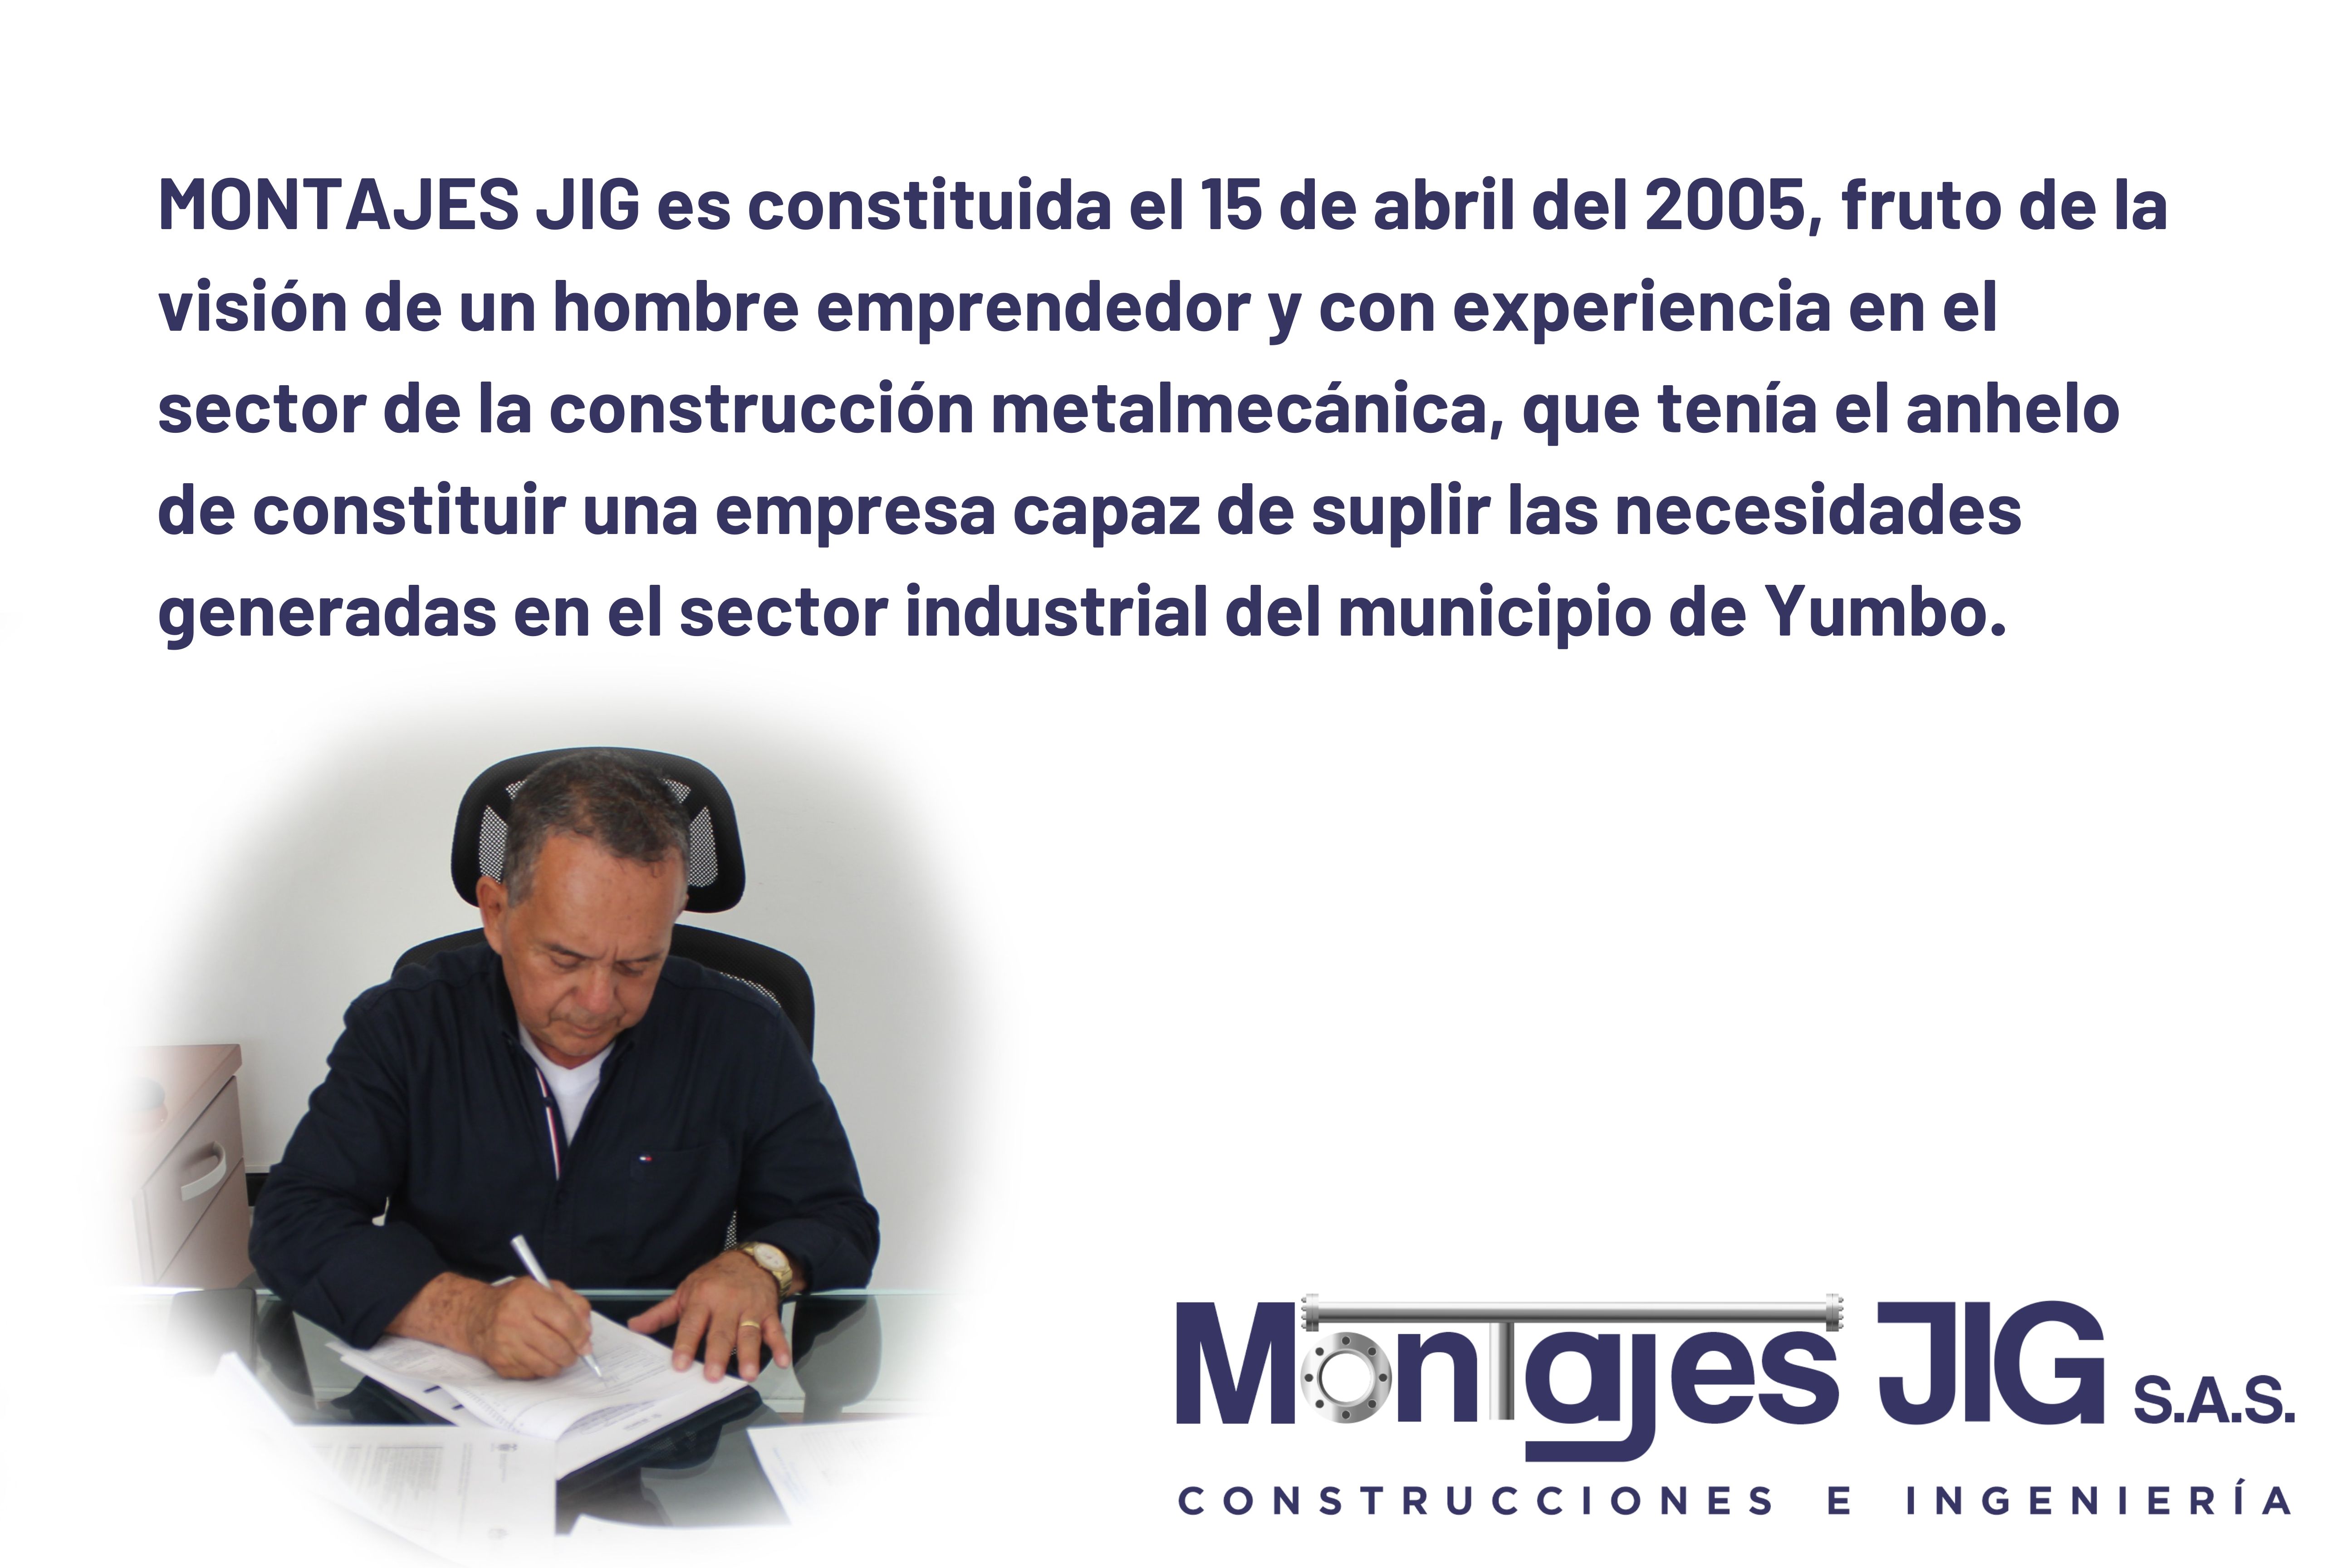 MONTAJES JIG es constituida el 15 de abril del 2005, fruto de la
visión de un hombre emprendedor y con experiencia en el
sector de la construcción metalmecánica, que tenía el anhelo
de constituir una empresa capaz de suplir las necesidades
generadas en el sector industrial del municipio de Yumbo.
Montajes JIG S.A.S.
CONSTRUCCIONES E INGENIERÍA